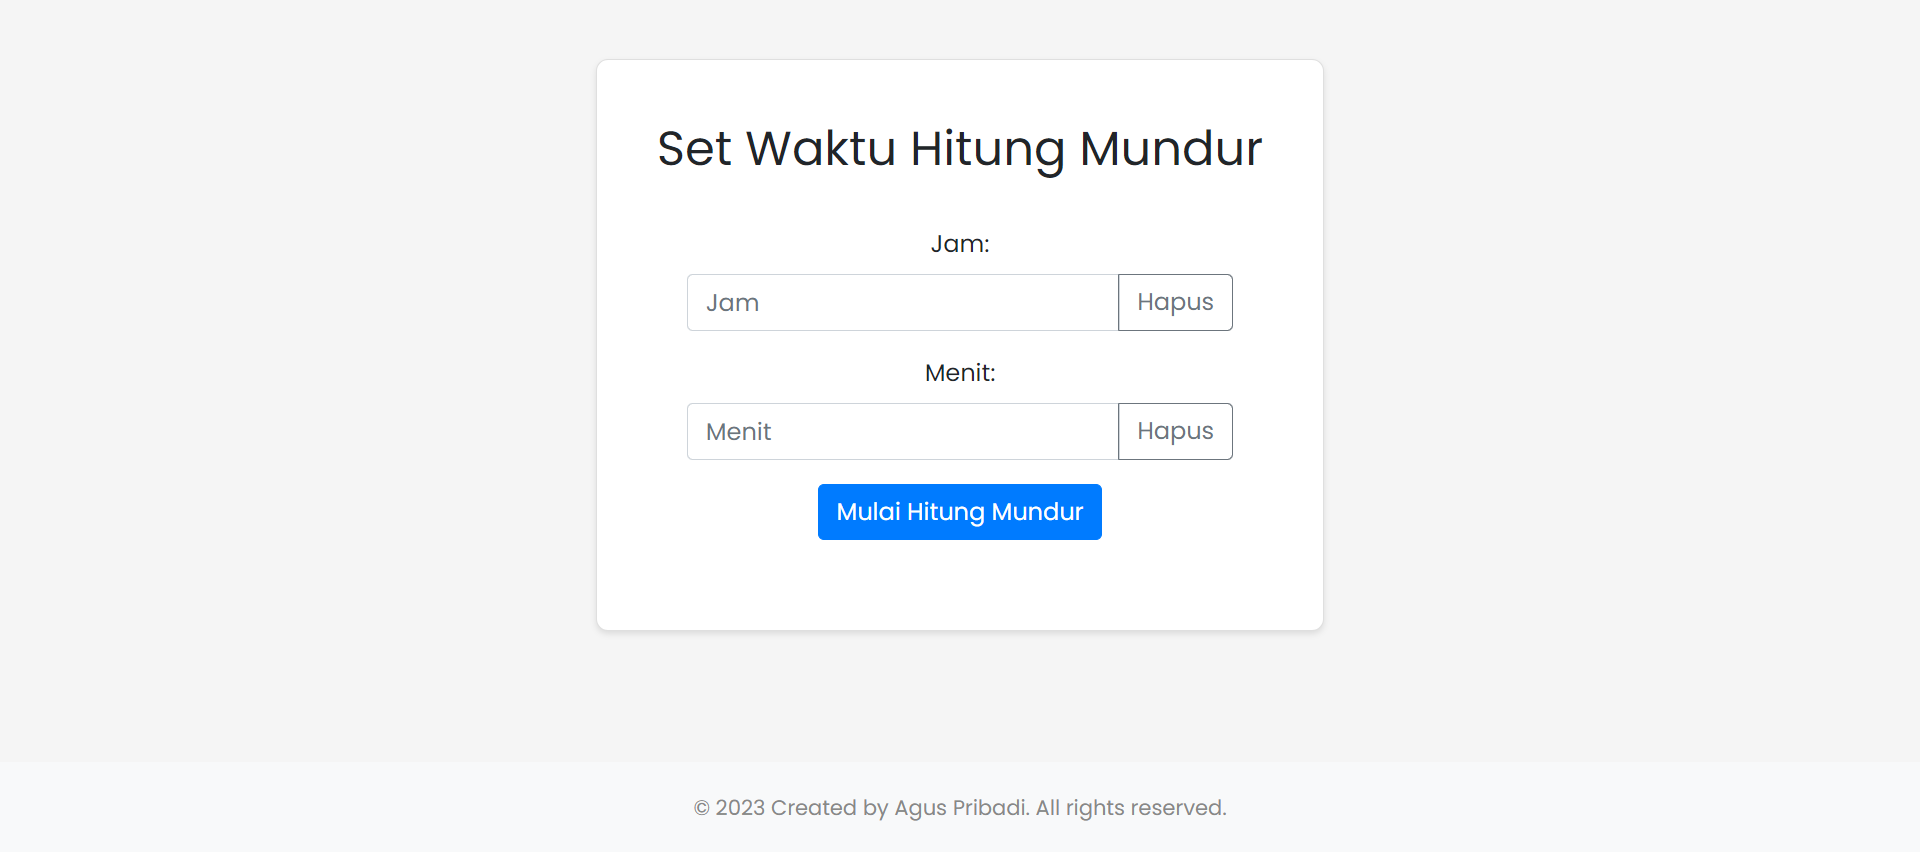 Set Waktu Hitung Mundur
Jam:
Jam Hapus
Menit:
Menit Hapus
Mulai Hitung Mundur
© 2023 Created by Agus Pribadi. All rights reserved.